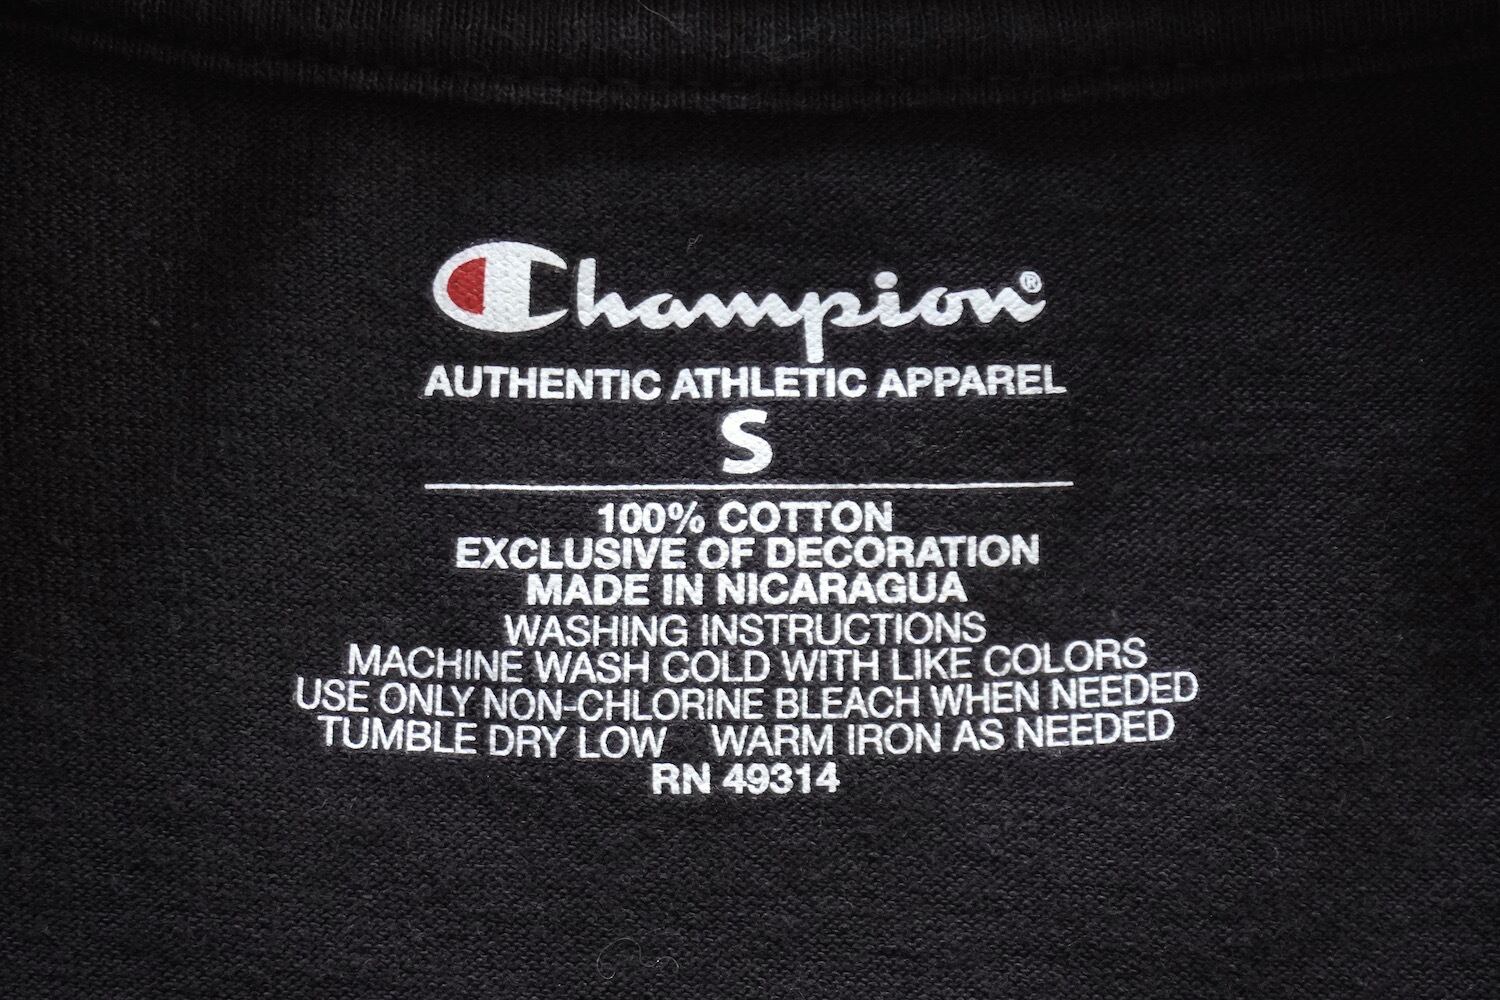 Champion®
AUTHENTIC ATHLETIC APPAREL
S
100% COTTON
EXCLUSIVE OF DECORATION
MADE IN NICARAGUA
WASHING INSTRUCTIONS
MACHINE WASH COLD WITH LIKE COLORS
USE ONLY NON-CHLORINE BLEACH WHEN NEEDED
TUMBLE DRY LOW WARM IRON AS NEEDED
RN 49314